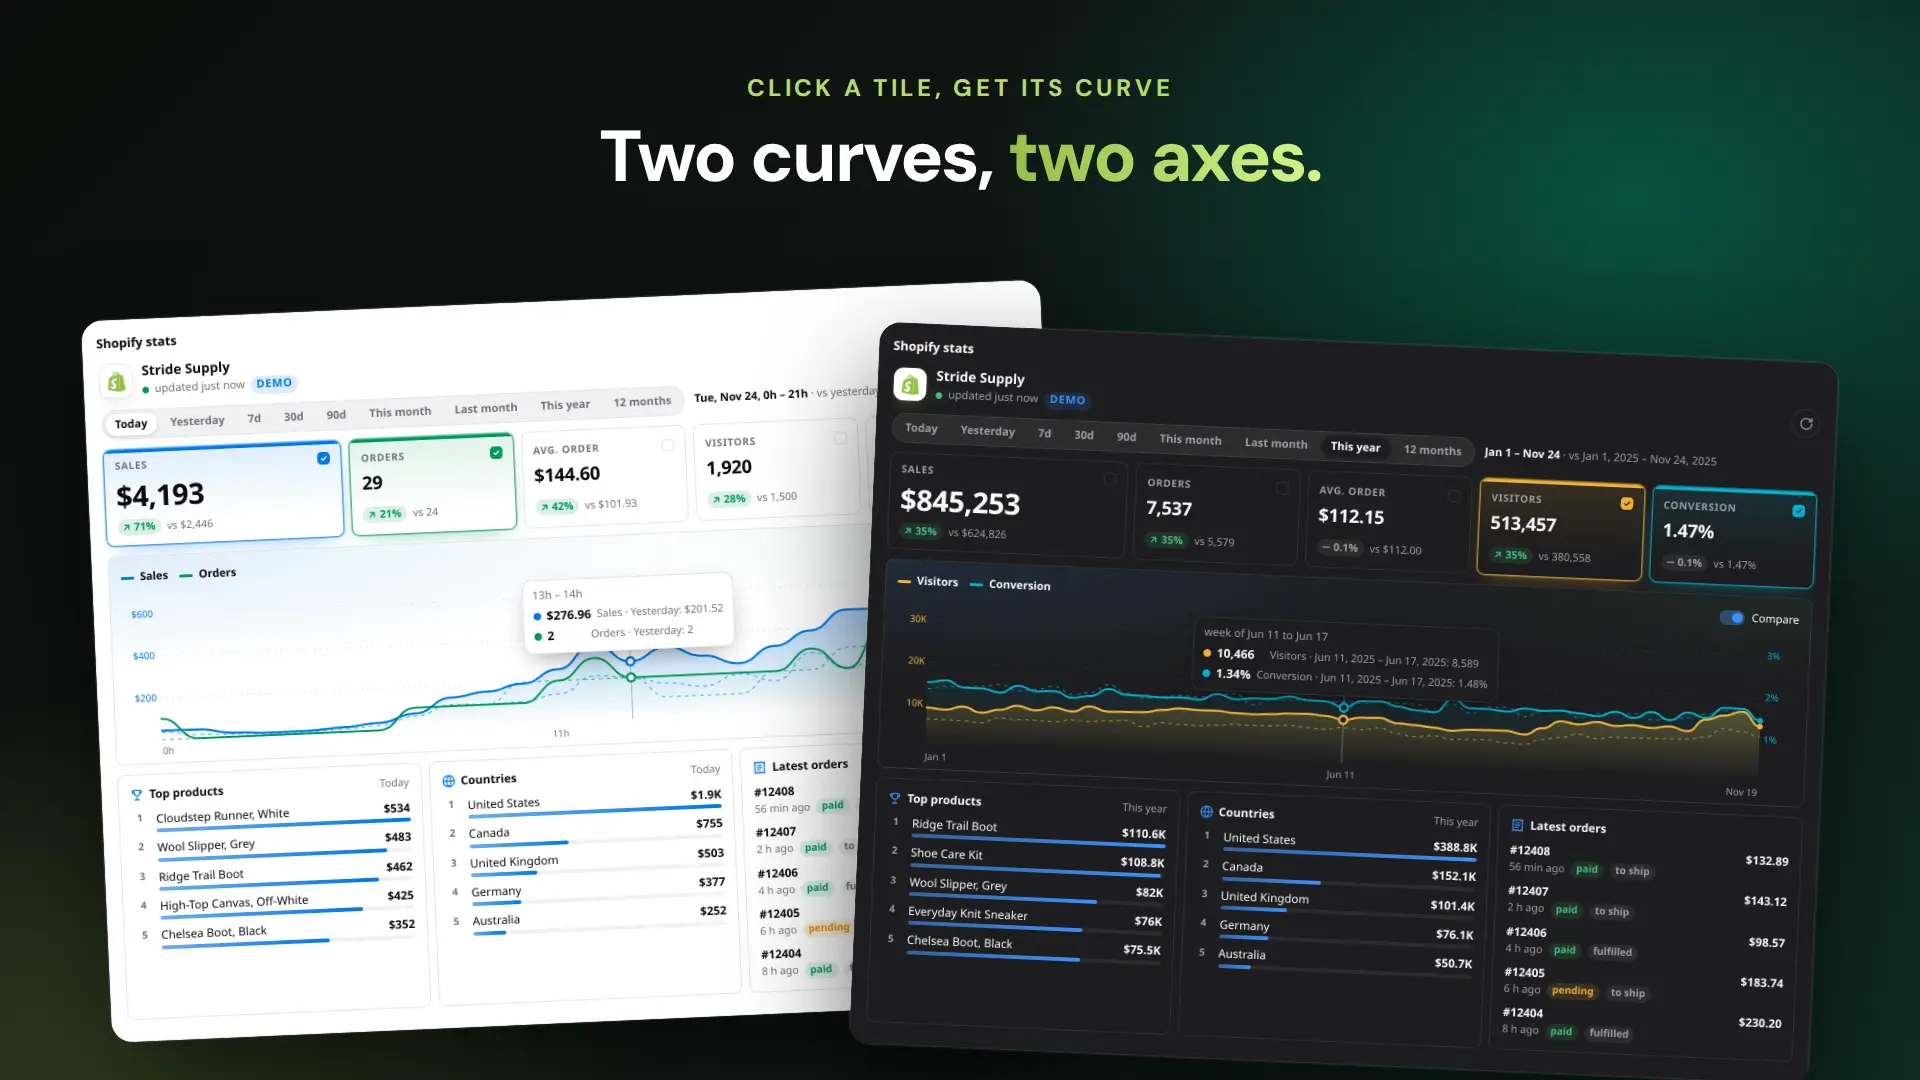 CLICK A TILE, GET ITS CURVE
Two curves, two axes.
Shopify stats
Stride Supply
updated just now DEMO
Today Yesterday 7d 30d 90d This month Last month This year 12 months Tue, Nov 24, 0h – 21h · vs yesterday
SALES
$4,193
71% vs $2,446
ORDERS
29
21% vs 24
AVG. ORDER
$144.60
42% vs $101.93
VISITORS
1,920
28% vs 1,500
Sales Orders
$600
$400
$200
0h
11h
13h – 14h
$276.96 Sales · Yesterday: $201.52
2 Orders · Yesterday: 2
Top products Today
1 Cloudstep Runner, White $534
2 Wool Slipper, Grey $483
3 Ridge Trail Boot $462
4 High-Top Canvas, Off-White $425
5 Chelsea Boot, Black $352
Countries Today
1 United States $1.9K
2 Canada $755
3 United Kingdom $503
4 Germany $377
5 Australia $252
Latest orders
#12408
56 min ago paid
#12407
2 h ago paid to
#12406
4 h ago paid fu
#12405
6 h ago pending
#12404
8 h ago paid
Shopify stats
Stride Supply
updated just now DEMO
Today Yesterday 7d 30d 90d This month Last month This year 12 months Jan 1 – Nov 24 · vs Jan 1, 2025 – Nov 24, 2025
SALES
$845,253
35% vs $624,826
ORDERS
7,537
35% vs 5,579
AVG. ORDER
$112.15
0.1% vs $112.00
VISITORS
513,457
35% vs 380,558
CONVERSION
1.47%
0.1% vs 1.47%
Visitors Conversion
Compare
30K
20K
10K
3%
2%
1%
Jan 1
Jun 11
Nov 19
week of Jun 11 to Jun 17
10,466 Visitors · Jun 11, 2025 – Jun 17, 2025: 8,589
1.34% Conversion · Jun 11, 2025 – Jun 17, 2025: 1.48%
Top products This year
1 Ridge Trail Boot $110.6K
2 Shoe Care Kit $108.8K
3 Wool Slipper, Grey $82K
4 Everyday Knit Sneaker $76K
5 Chelsea Boot, Black $75.5K
Countries This year
1 United States $388.8K
2 Canada $152.1K
3 United Kingdom $101.4K
4 Germany $76.1K
5 Australia $50.7K
Latest orders
#12408
56 min ago paid to ship $132.89
#12407
2 h ago paid to ship $143.12
#12406
4 h ago paid fulfilled $98.57
#12405
6 h ago pending to ship $183.74
#12404
8 h ago paid fulfilled $230.20